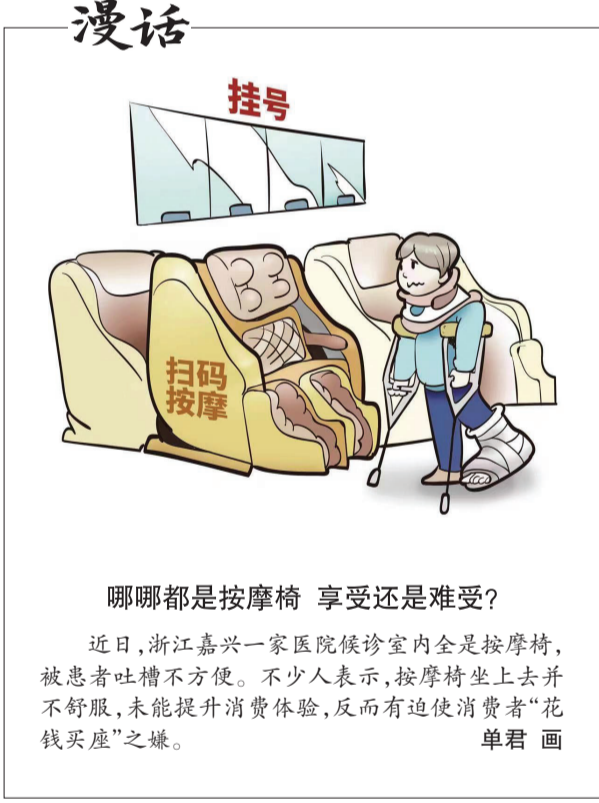 漫话
挂号
扫码
按摩
哪哪都是按摩椅 享受还是难受？
近日，浙江嘉兴一家医院候诊室内全是按摩椅，
被患者吐槽不方便。不少人表示，按摩椅坐上去并
不舒服，未能提升消费体验，反而有迫使消费者“花
钱买座”之嫌。 单君 画